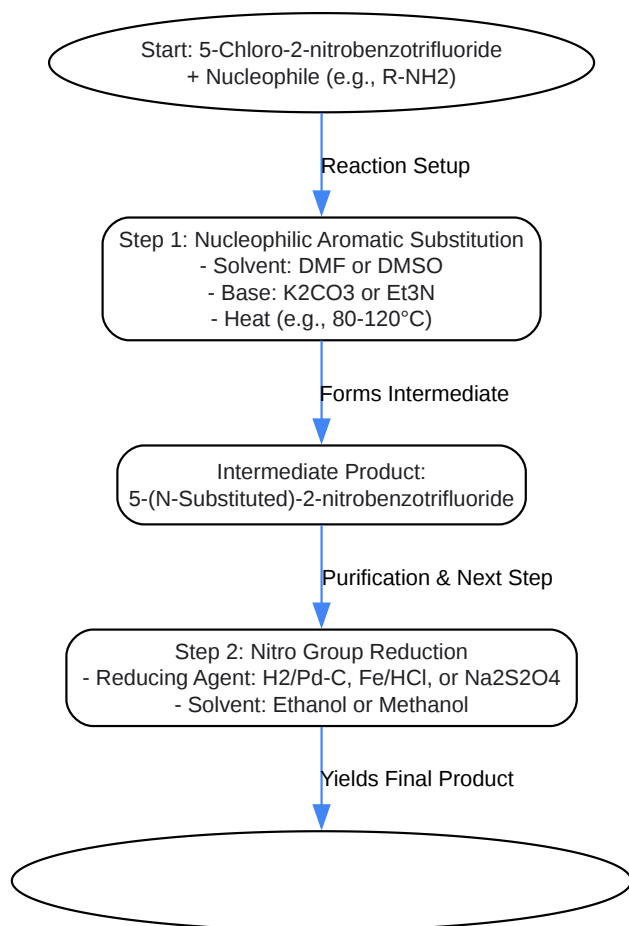 Start: 5-Chloro-2-nitrobenzotrifluoride
+ Nucleophile (e.g., R-NH2)
Reaction Setup
Step 1: Nucleophilic Aromatic Substitution
- Solvent: DMF or DMSO
- Base: K2CO3 or Et3N
- Heat (e.g., 80-120°C)
Forms Intermediate
Intermediate Product:
5-(N-Substituted)-2-nitrobenzotrifluoride
Purification & Next Step
Step 2: Nitro Group Reduction
- Reducing Agent: H2/Pd-C, Fe/HCl, or Na2S2O4
- Solvent: Ethanol or Methanol
Yields Final Product